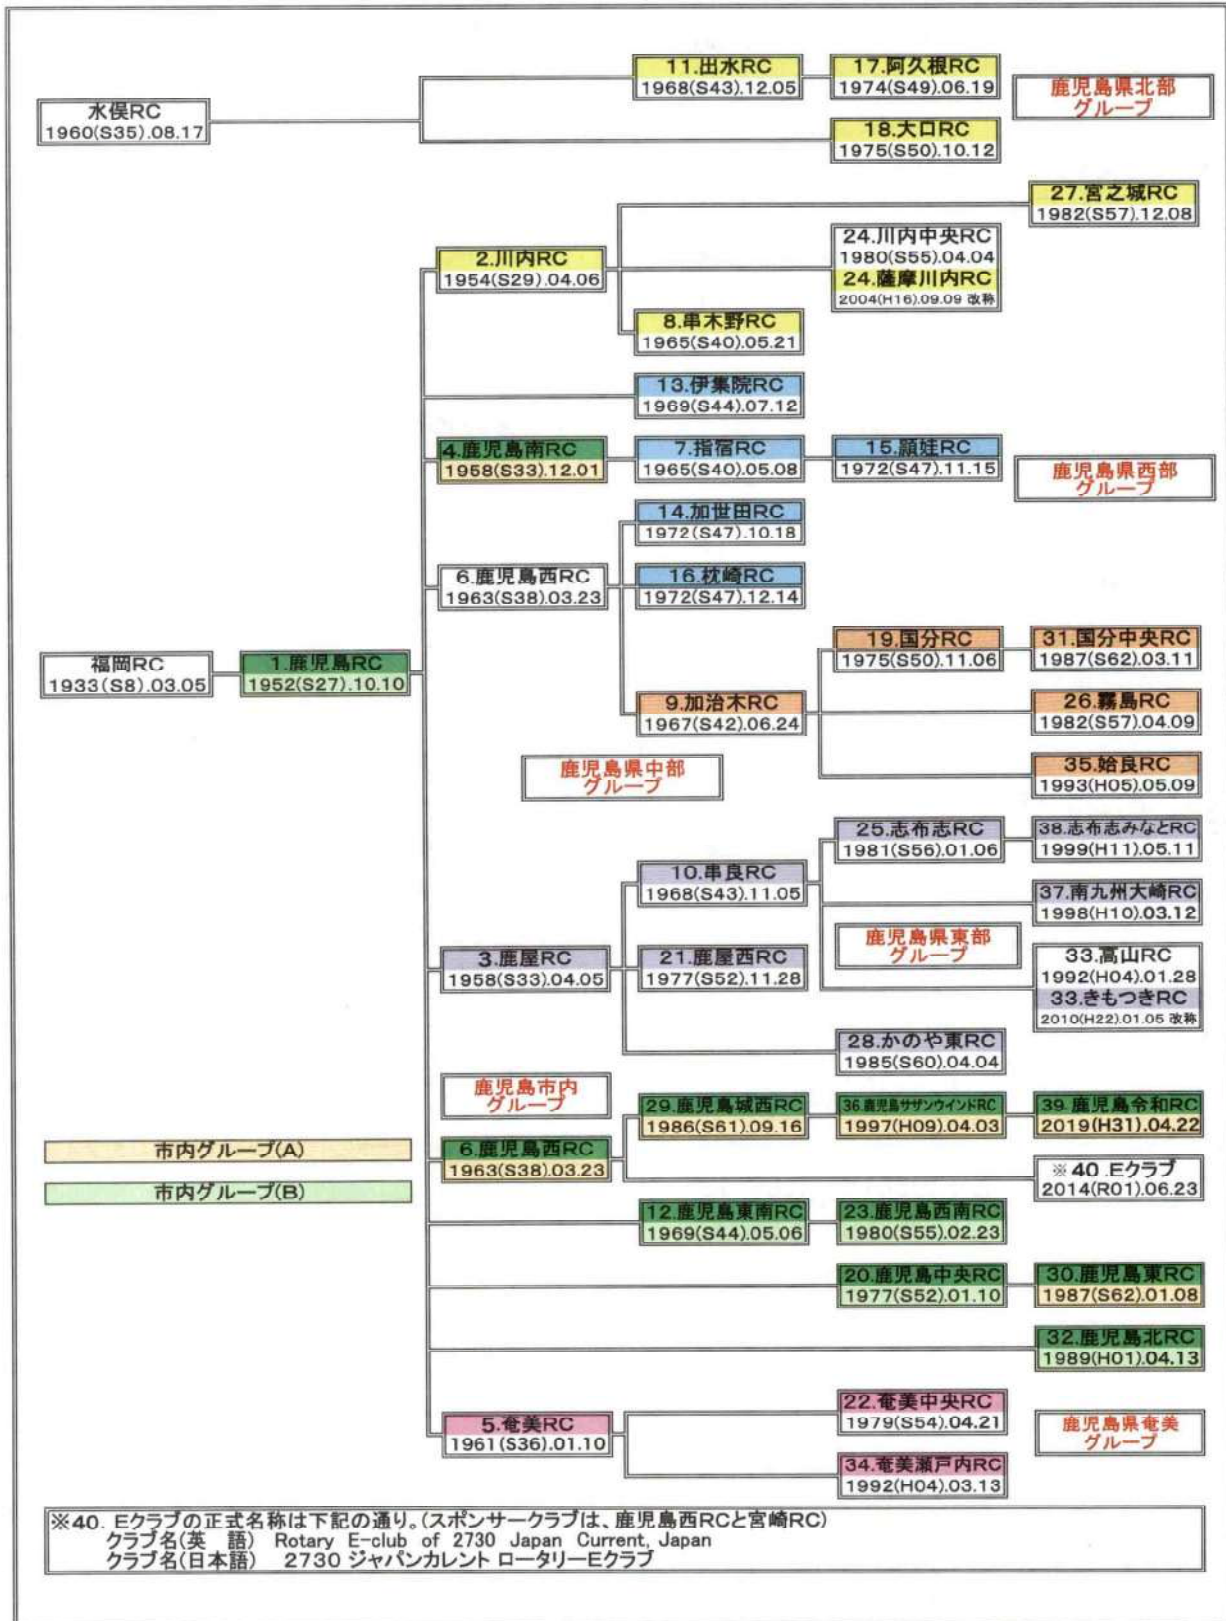 11.出水RC
1968(S43).12.05
17.阿久根RC
1974(S49).06.19
鹿児島県北部
グループ
水俣RC
1960(S35).08.17
18.大口RC
1975(S50).10.12
27.宮之城RC
1982(S57).12.08
2.川内RC
1954(S29).04.06
24.川内中央RC
1980(S55).04.04
24.薩摩川内RC
2004(H16).09.09 改称
8.串木野RC
1965(S40).05.21
13.伊集院RC
1969(S44).07.12
4.鹿児島南RC
1958(S33).12.01
7.指宿RC
1965(S40).05.08
15.頴娃RC
1972(S47).11.15
鹿児島県西部
グループ
14.加世田RC
1972(S47).10.18
6.鹿児島西RC
1963(S38).03.23
16.枕崎RC
1972(S47).12.14
福岡RC
1933(S8).03.05
1.鹿児島RC
1952(S27).10.10
19.国分RC
1975(S50).11.06
31.国分中央RC
1987(S62).03.11
9.加治木RC
1967(S42).06.24
26.霧島RC
1982(S57).04.09
鹿児島県中部
グループ
35.姶良RC
1993(H05).05.09
25.志布志RC
1981(S56).01.06
38.志布志みなとRC
1999(H11).05.11
10.串良RC
1968(S43).11.05
37.南九州大崎RC
1998(H10).03.12
鹿児島県東部
グループ
3.鹿屋RC
1958(S33).04.05
21.鹿屋西RC
1977(S52).11.28
33.高山RC
1992(H04).01.28
33.きもつきRC
2010(H22).01.05 改称
28.かのや東RC
1985(S60).04.04
鹿児島市内
グループ
29.鹿児島城西RC
1986(S61).09.16
36.鹿児島サザンウインドRC
1997(H09).04.03
39.鹿児島令和RC
2019(H31).04.22
市内グループ(A)
6.鹿児島西RC
1963(S38).03.23
※40.Eクラブ
2014(R01).06.23
市内グループ(B)
12.鹿児島東南RC
1969(S44).05.06
23.鹿児島西南RC
1980(S55).02.23
20.鹿児島中央RC
1977(S52).01.10
30.鹿児島東RC
1987(S62).01.08
32.鹿児島北RC
1989(H01).04.13
5.奄美RC
1961(S36).01.10
22.奄美中央RC
1979(S54).04.21
鹿児島県奄美
グループ
34.奄美瀬戸内RC
1992(H04).03.13
※40. Eクラブの正式名称は下記の通り。(スポンサークラブは、鹿児島西RCと宮崎RC)
クラブ名(英 語) Rotary E-club of 2730 Japan Current, Japan
クラブ名(日本語) 2730 ジャパンカレント ロータリーEクラブ